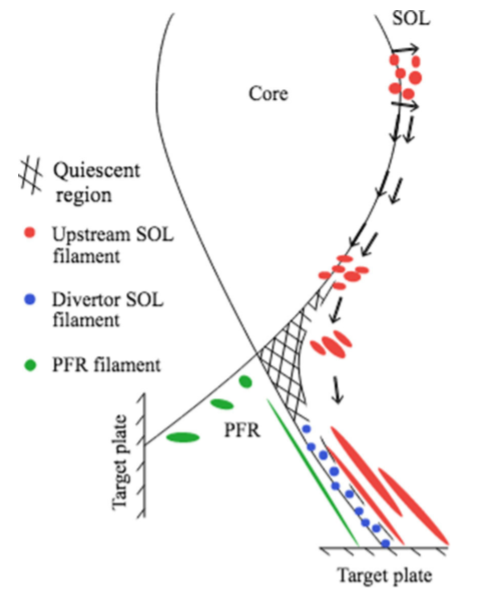 SOL
Core
Quiescent
region
Upstream SOL
filament
Divertor SOL
filament
PFR filament
PFR
Target plate
Target plate